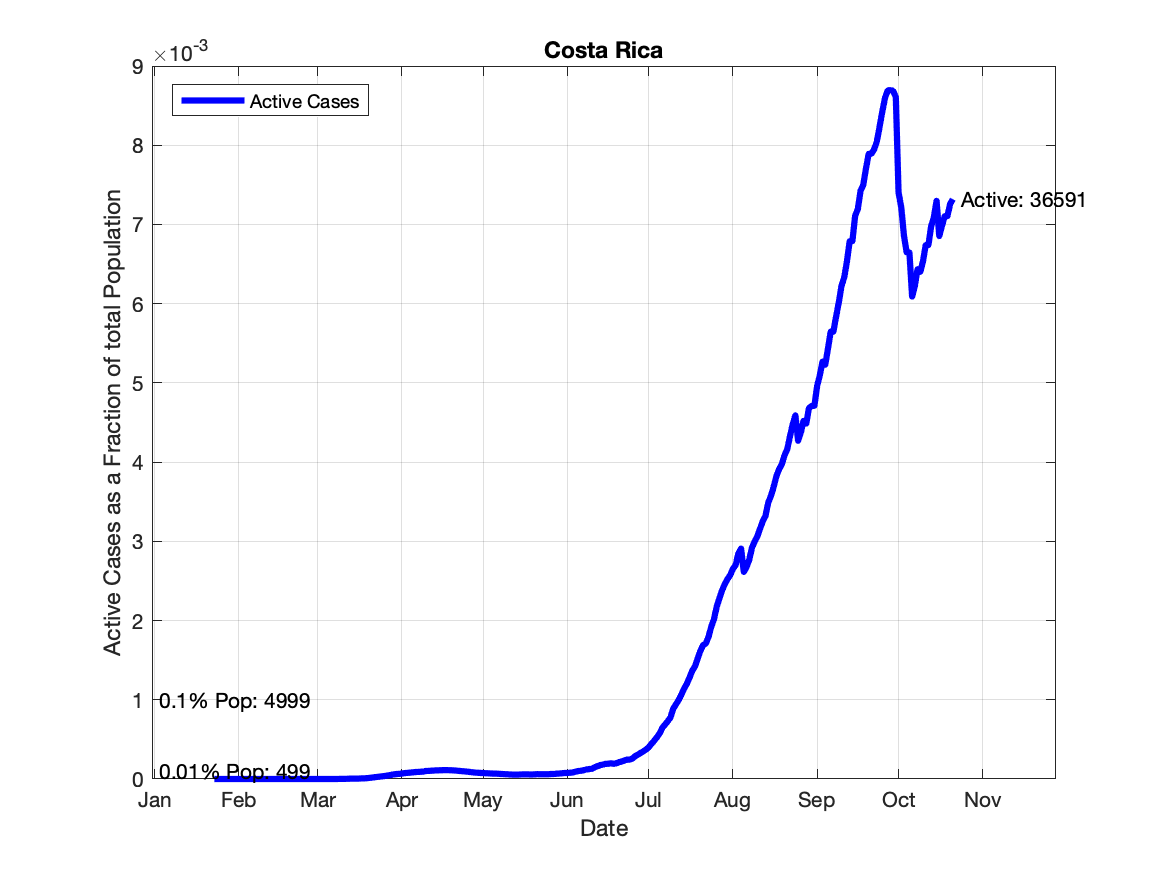 Costa Rica
×10-3
9
Active Cases
8
Active: 36591
7
6
5
4
3
2
0.1% Pop: 4999
1
0.01% Pop: 499
0
Jan Feb Mar Apr May Jun Jul Aug Sep Oct Nov
Date
Active Cases as a Fraction of total Population